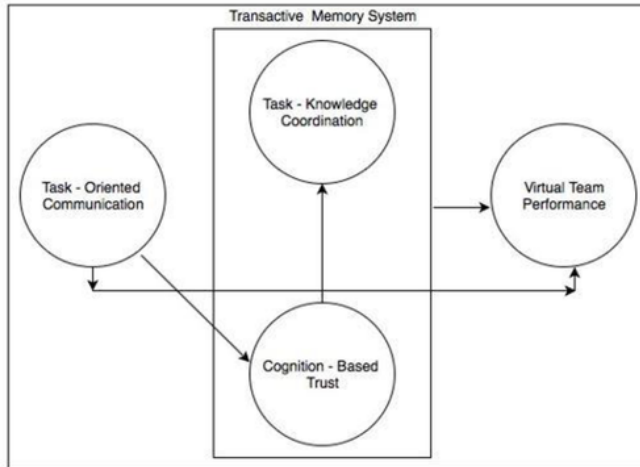 Transactive Memory System
Task - Knowledge
Coordination
Task - Oriented
Communication
Virtual Team
Performance
Cognition - Based
Trust